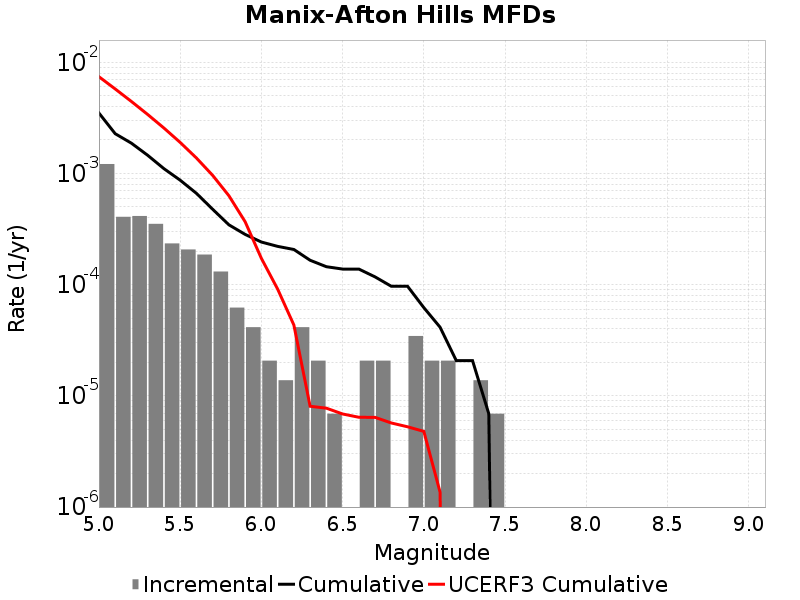 Manix-Afton Hills MFDs
Rate (1/yr)
10-2
10-3
10-4
10-5
10-6
5.0 5.5 6.0 6.5 7.0 7.5 8.0 8.5 9.0
Magnitude
Incremental Cumulative UCERF3 Cumulative